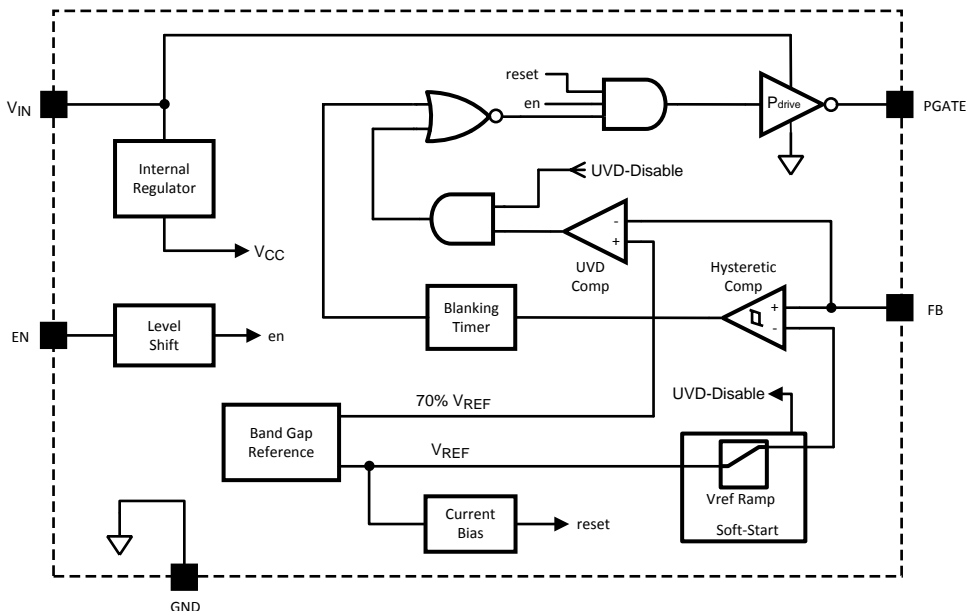 reset
VIN
en
Pdrive
PGATE
Internal
Regulator
UVD-Disable
-
+
VCC
UVD
Comp
Hysteretic
Comp
EN
Level
Shift
en
Blanking
Timer
+
-
FB
70% VREF
UVD-Disable
Band Gap
Reference
VREF
Vref Ramp
Current
Bias
reset
Soft-Start
GND